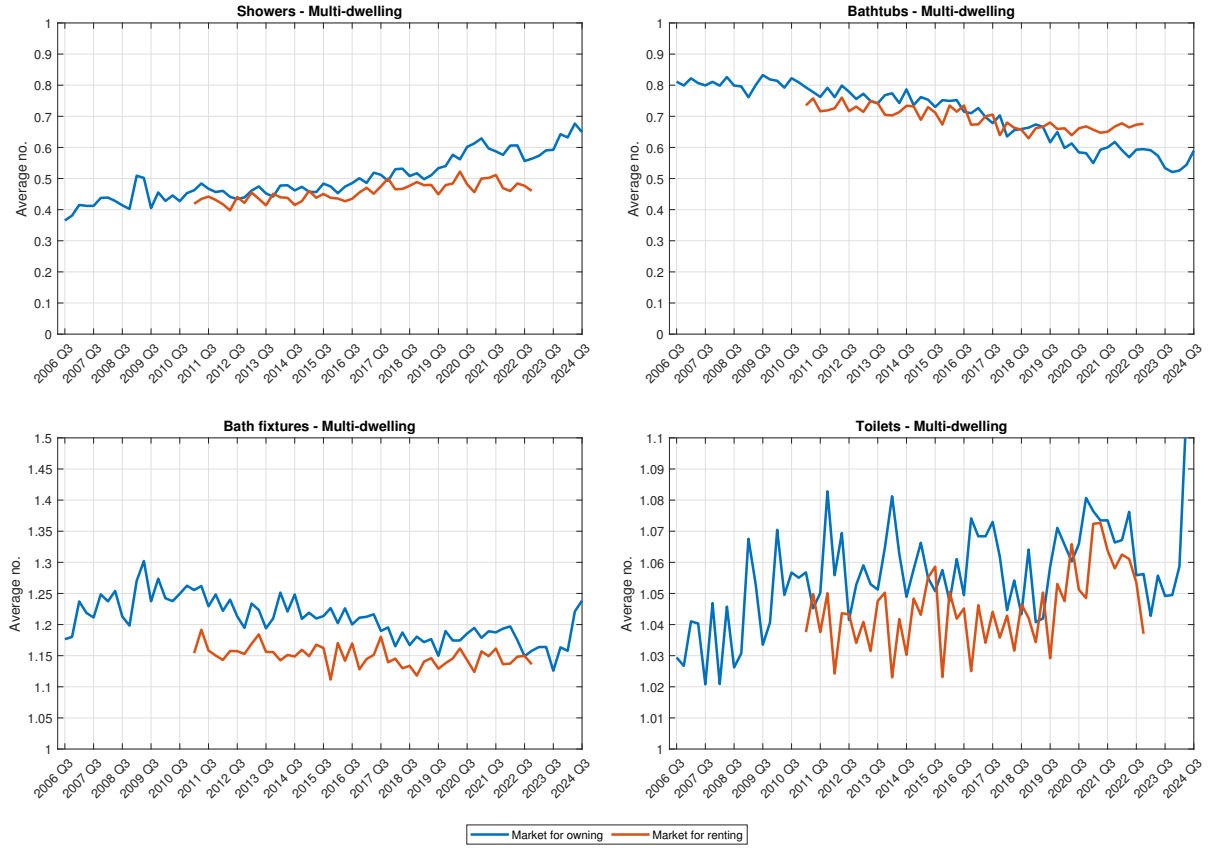 Showers - Multi-dwelling
Average no.
1
0.9
0.8
0.7
0.6
0.5
0.4
0.3
0.2
0.1
0
2006 Q3
2007 Q3
2008 Q3
2009 Q3
2010 Q3
2011 Q3
2012 Q3
2013 Q3
2014 Q3
2015 Q3
2016 Q3
2017 Q3
2018 Q3
2019 Q3
2020 Q3
2021 Q3
2022 Q3
2023 Q3
2024 Q3
Bathtubs - Multi-dwelling
Average no.
1
0.9
0.8
0.7
0.6
0.5
0.4
0.3
0.2
0.1
0
2006 Q3
2007 Q3
2008 Q3
2009 Q3
2010 Q3
2011 Q3
2012 Q3
2013 Q3
2014 Q3
2015 Q3
2016 Q3
2017 Q3
2018 Q3
2019 Q3
2020 Q3
2021 Q3
2022 Q3
2023 Q3
2024 Q3
Bath fixtures - Multi-dwelling
Average no.
1.5
1.45
1.4
1.35
1.3
1.25
1.2
1.15
1.1
1.05
1
2006 Q3
2007 Q3
2008 Q3
2009 Q3
2010 Q3
2011 Q3
2012 Q3
2013 Q3
2014 Q3
2015 Q3
2016 Q3
2017 Q3
2018 Q3
2019 Q3
2020 Q3
2021 Q3
2022 Q3
2023 Q3
2024 Q3
Toilets - Multi-dwelling
Average no.
1.1
1.08
1.07
1.06
1.05
1.04
1.03
1.02
1.01
1
2006 Q3
2007 Q3
2008 Q3
2009 Q3
2010 Q3
2011 Q3
2012 Q3
2013 Q3
2014 Q3
2015 Q3
2016 Q3
2017 Q3
2018 Q3
2019 Q3
2020 Q3
2021 Q3
2022 Q3
2023 Q3
2024 Q3
Market for owning
Market for renting